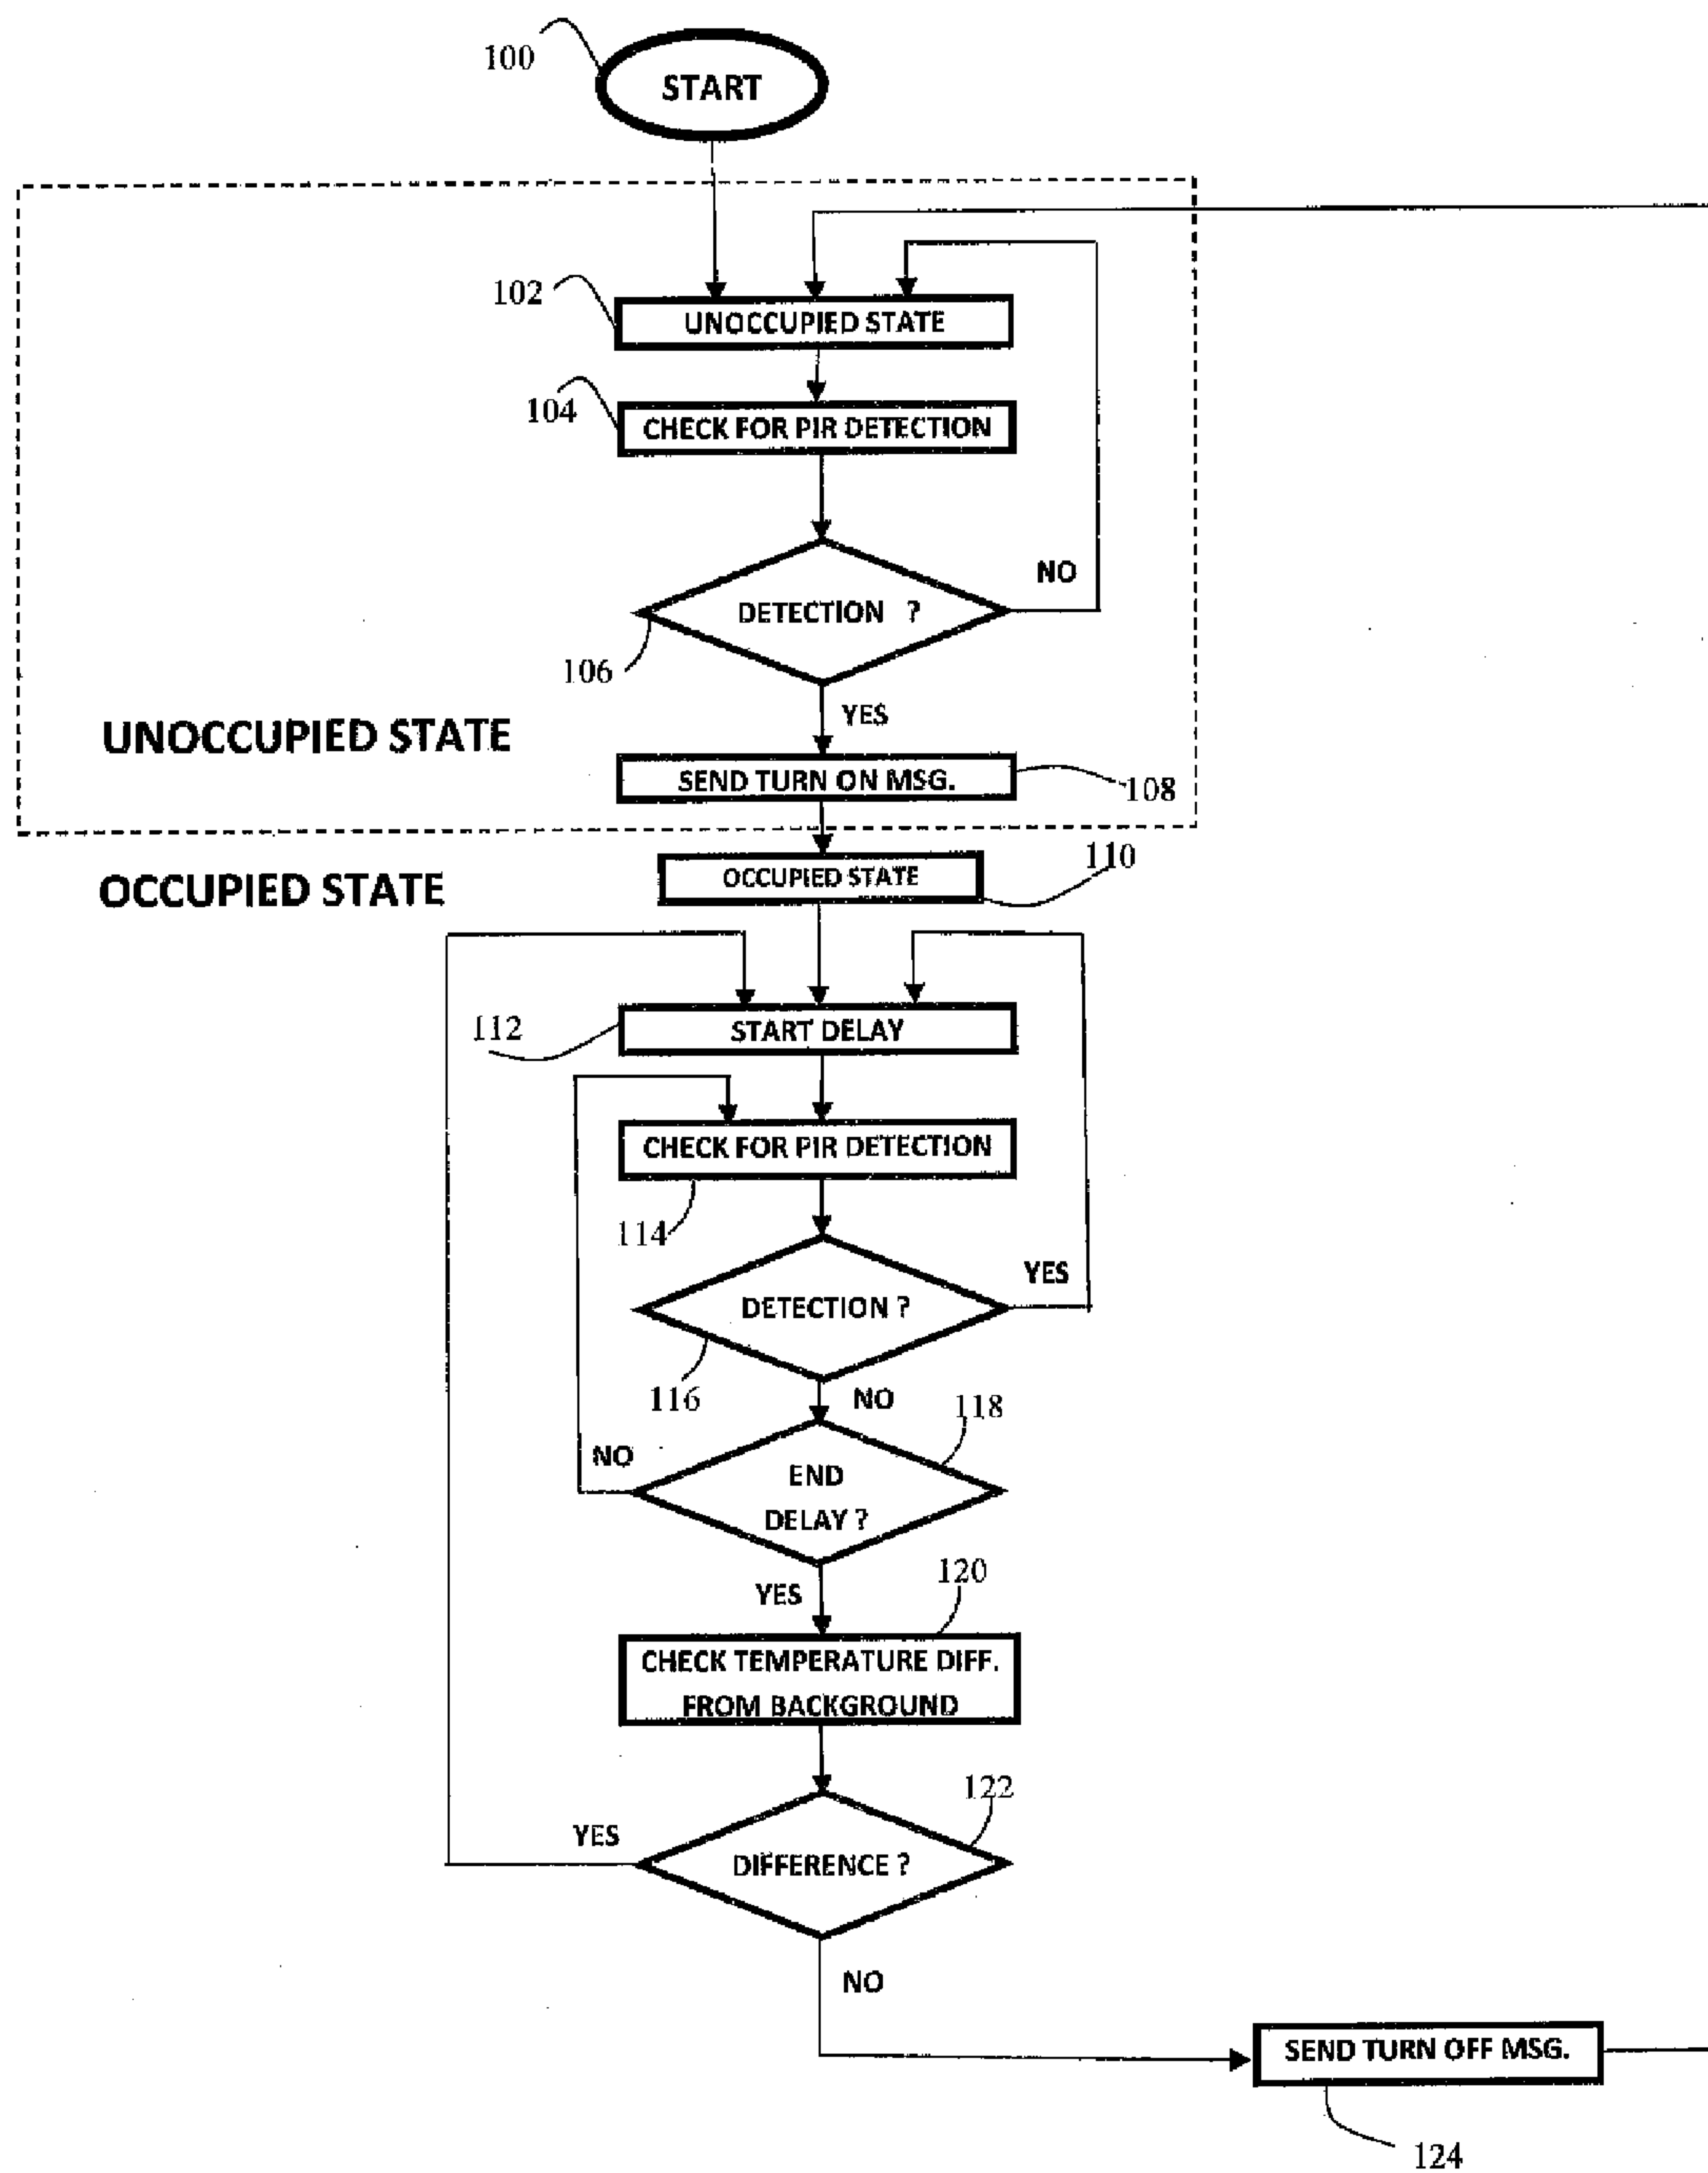 100
START
102
UNOCCUPIED STATE
104
CHECK FOR PIR DETECTION
NO
DETECTION ?
106
YES
UNOCCUPIED STATE
SEND TURN ON MSG.
108
110
OCCUPIED STATE
OCCUPIED STATE
112
START DELAY
CHECK FOR PIR DETECTION
114
YES
DETECTION ?
116
NO
118
NO
END
DELAY ?
120
YES
CHECK TEMPERATURE DIFF.
FROM BACKGROUND
122
YES
DIFFERENCE ?
NO
SEND TURN OFF MSG.
124